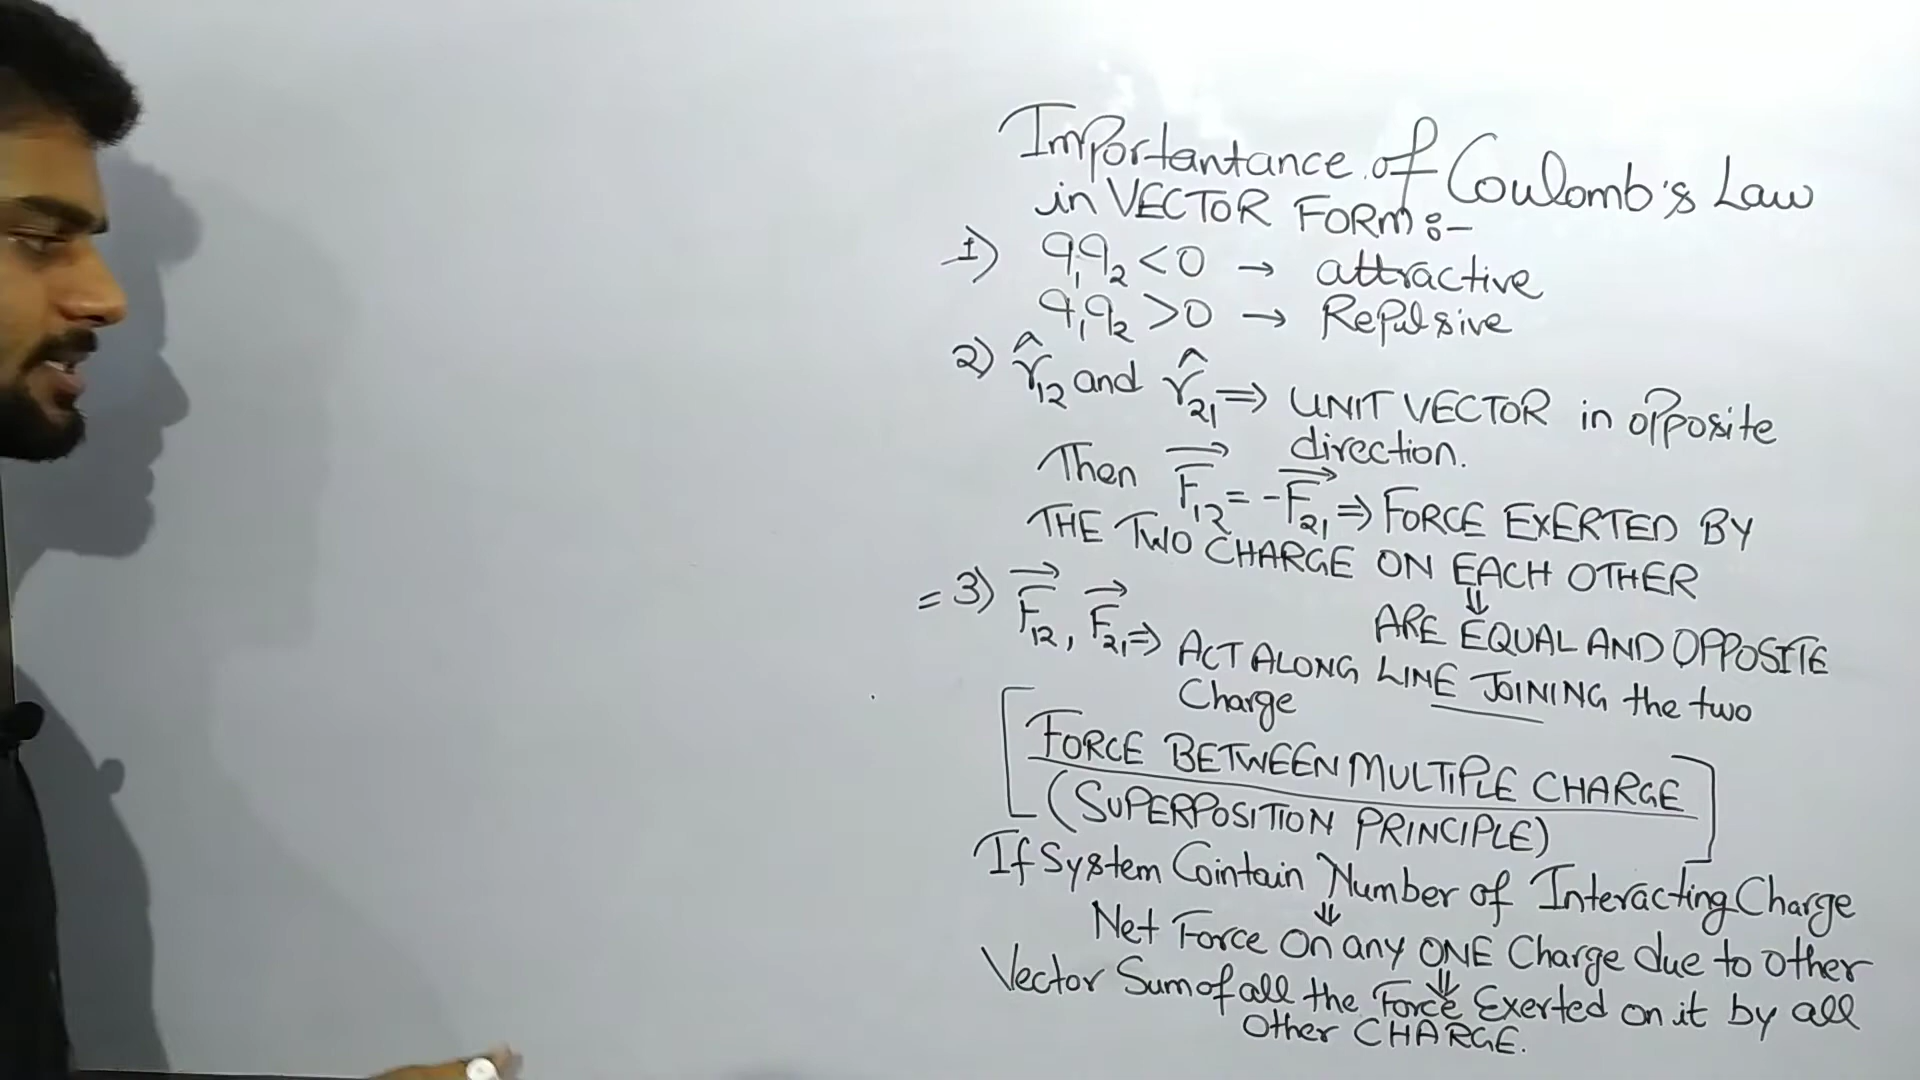 Importantance of Coulomb's Law
in VECTOR FORM :-
1) q₁q₂ < 0 → attractive
q₁q₂ > 0 → Repulsive
2) r̂₁₂ and r̂₂₁ ⇒ UNIT VECTOR in opposite
direction.
Then F⃗₁₂ = -F⃗₂₁ ⇒ FORCE EXERTED BY
THE TWO CHARGE ON EACH OTHER
⇓
ARE EQUAL AND OPPOSITE
= 3) F⃗₁₂, F⃗₂₁ ⇒ ACT ALONG LINE JOINING the two
Charge
[FORCE BETWEEN MULTIPLE CHARGE
(SUPERPOSITION PRINCIPLE)]
If System Cointain Number of Interacting Charge
⇓
Net Force On any ONE Charge due to other
⇓
Vector Sum of all the Force Exerted on it by all
Other CHARGE.